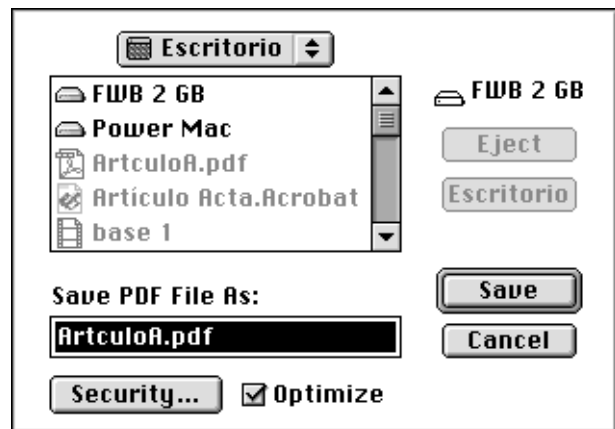 Escritorio
FWB 2 GB
Power Mac
ArtculoA.pdf
Artículo Acta.Acrobat
base 1
FWB 2 GB
Eject
Escritorio
Save PDF File As:
ArtculoA.pdf
Save
Cancel
Security...
Optimize